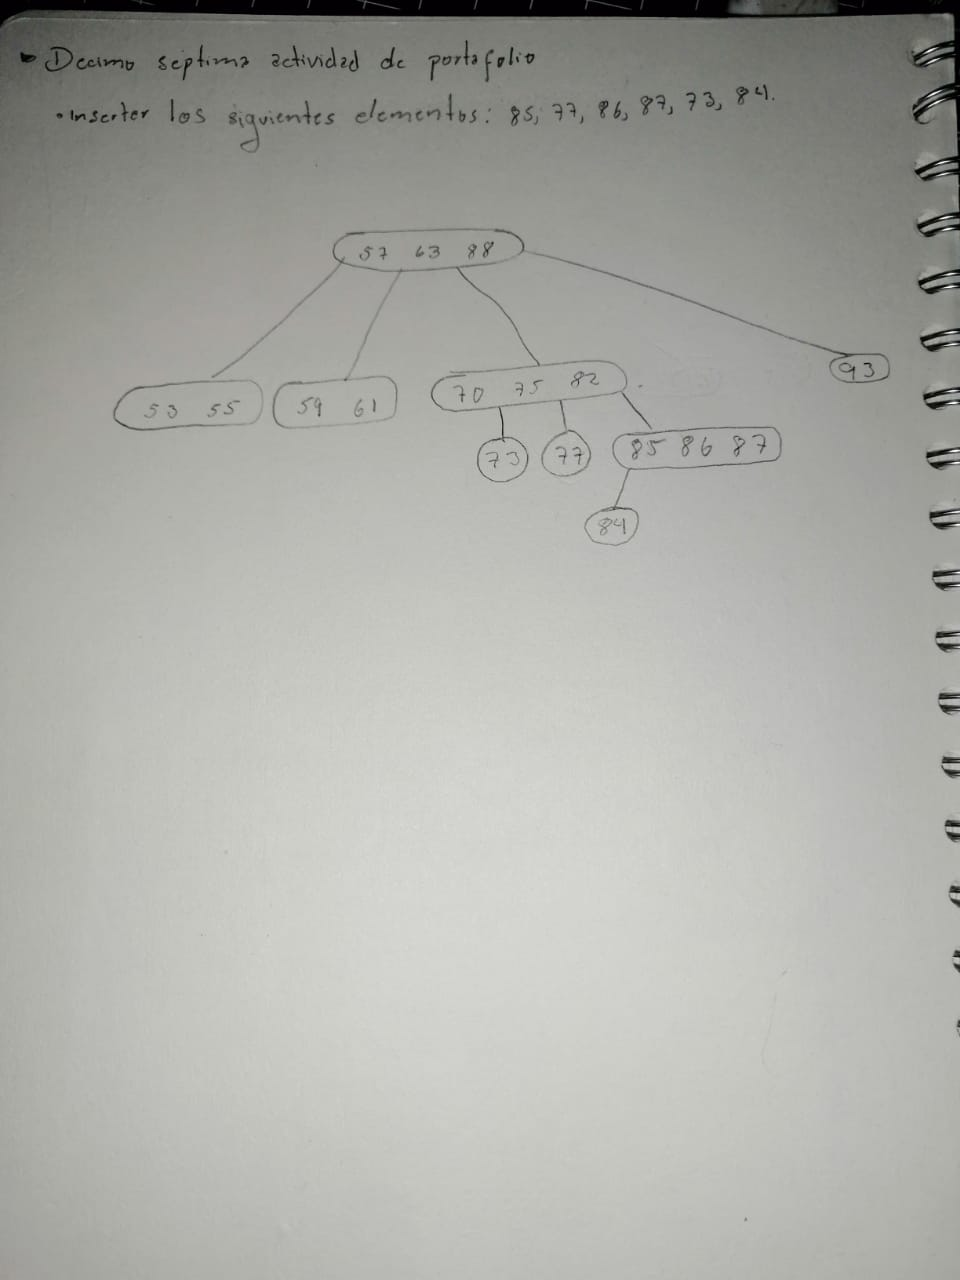 Decimo septima actividad de portafolio
• Insertar los siguientes elementos: 85, 77, 86, 87, 73, 84.
57 63 88
93
53 55 59 61 70 75 82
73 77 85 86 87
84